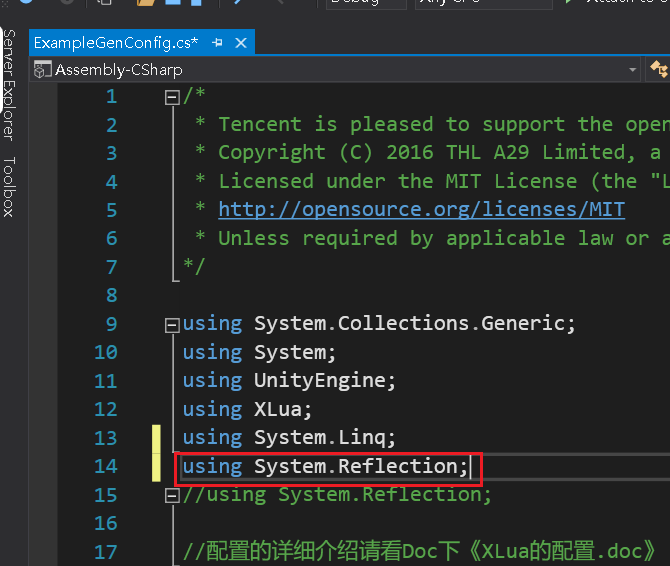 ExampleGenConfig.cs*
Server Explorer
Toolbox
Assembly-CSharp
1 /*
2 * Tencent is pleased to support the open
3 * Copyright (C) 2016 THL A29 Limited, a
4 * Licensed under the MIT License (the "L
5 * http://opensource.org/licenses/MIT
6 * Unless required by applicable law or a
7 */
8
9 using System.Collections.Generic;
10 using System;
11 using UnityEngine;
12 using XLua;
13 using System.Linq;
14 using System.Reflection;
15 //using System.Reflection;
16
17 //配置的详细介绍请看Doc下《XLua的配置.doc》